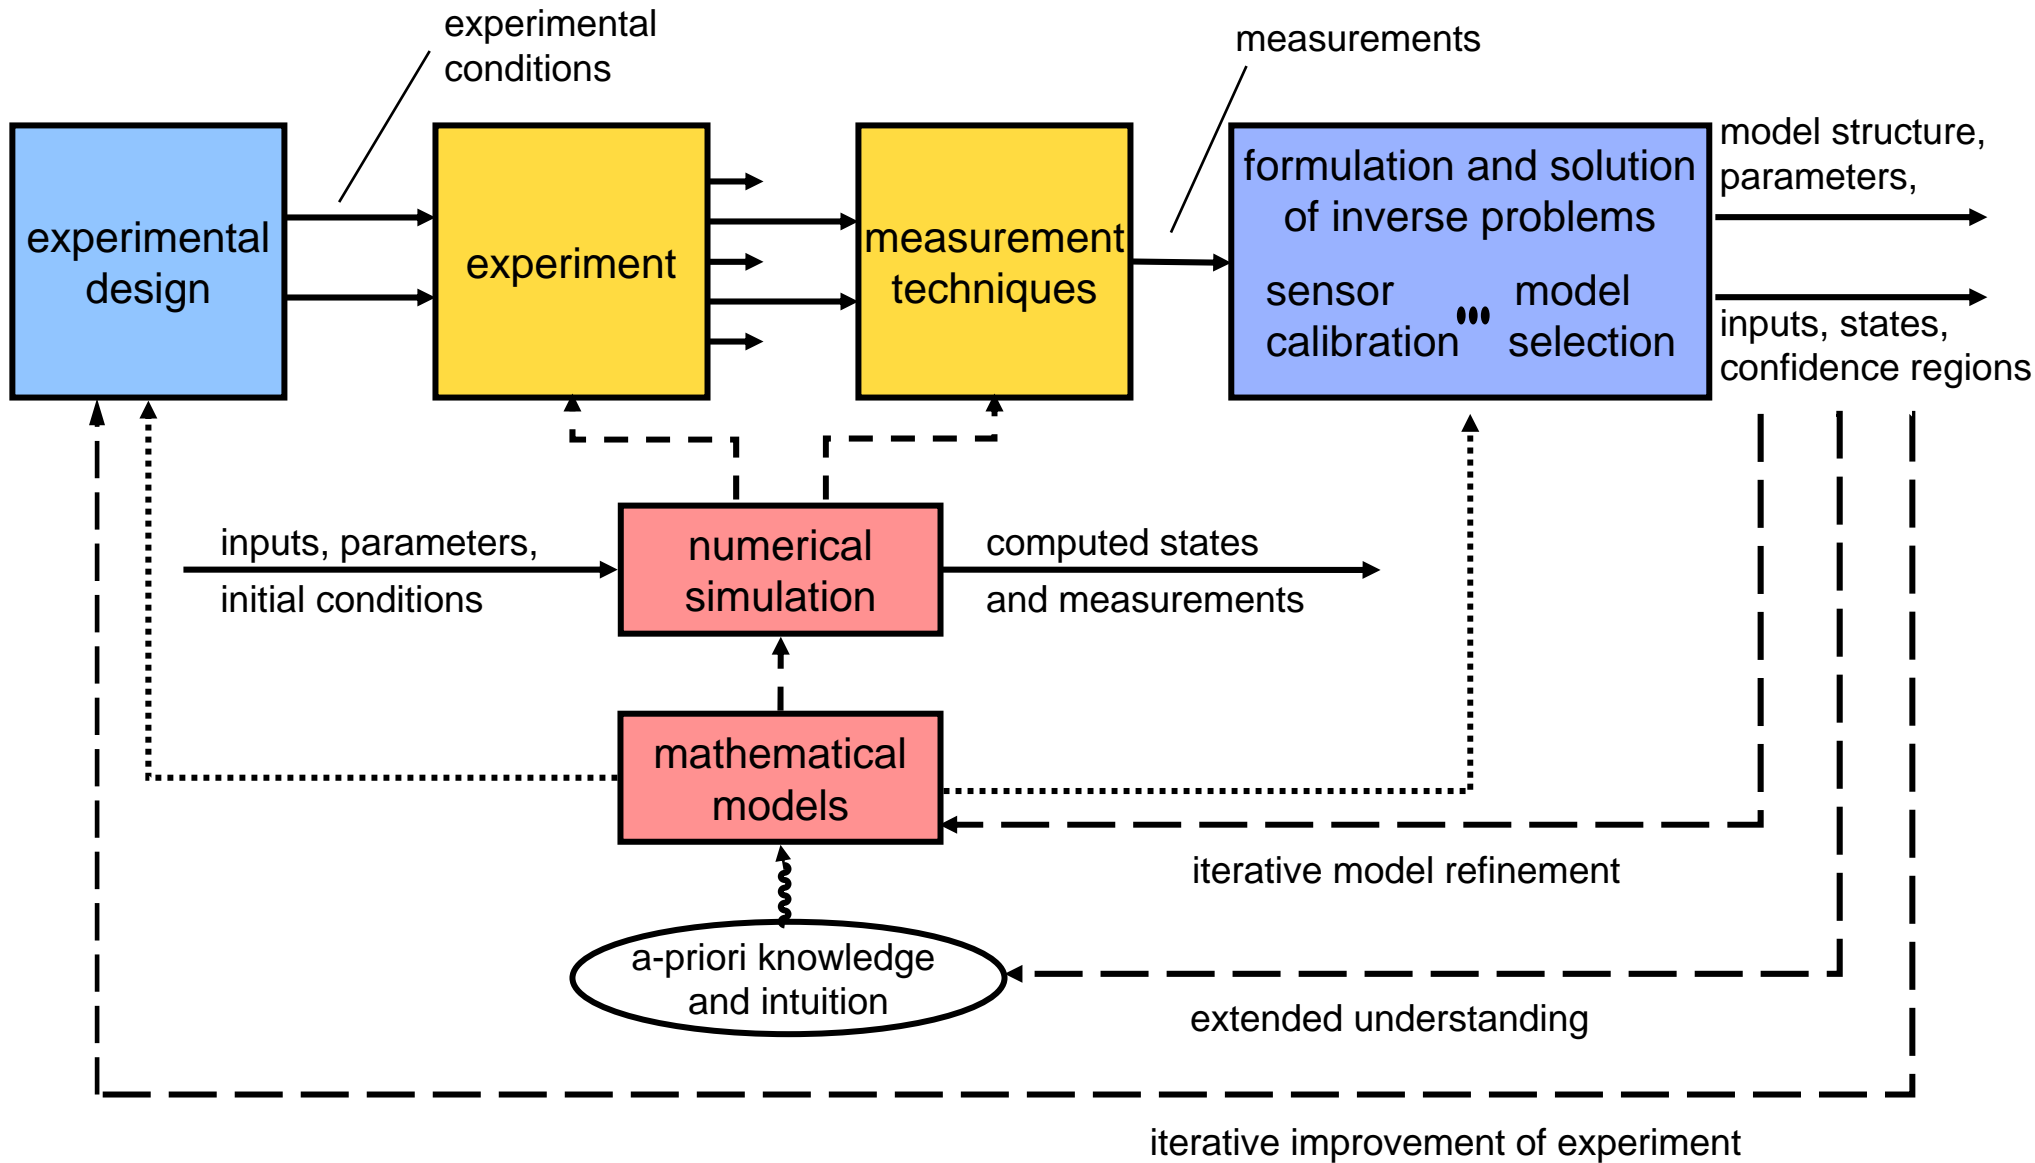 experimental
conditions
measurements
experimental
design
experiment
measurement
techniques
formulation and solution
of inverse problems
sensor
calibration
model
selection
model structure,
parameters,
inputs, states,
confidence regions
inputs, parameters,
initial conditions
numerical
simulation
computed states
and measurements
mathematical
models
iterative model refinement
a-priori knowledge
and intuition
extended understanding
iterative improvement of experiment